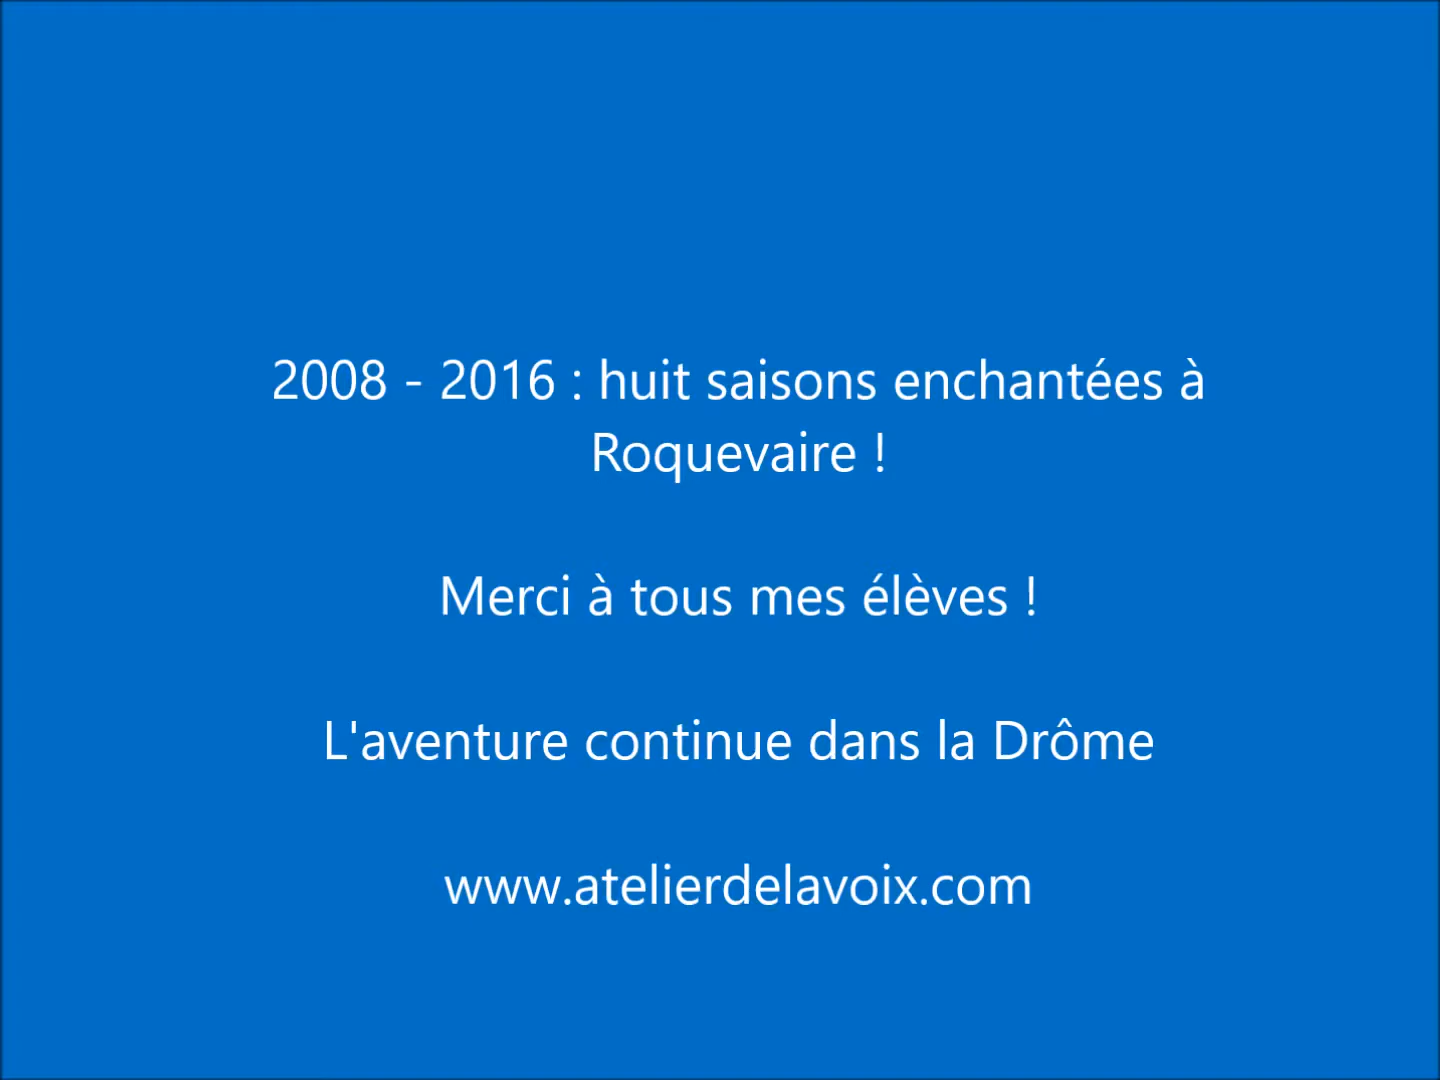 2008 - 2016 : huit saisons enchantées à
Roquevaire !
Merci à tous mes élèves !
L'aventure continue dans la Drôme
www.atelierdelavoix.com